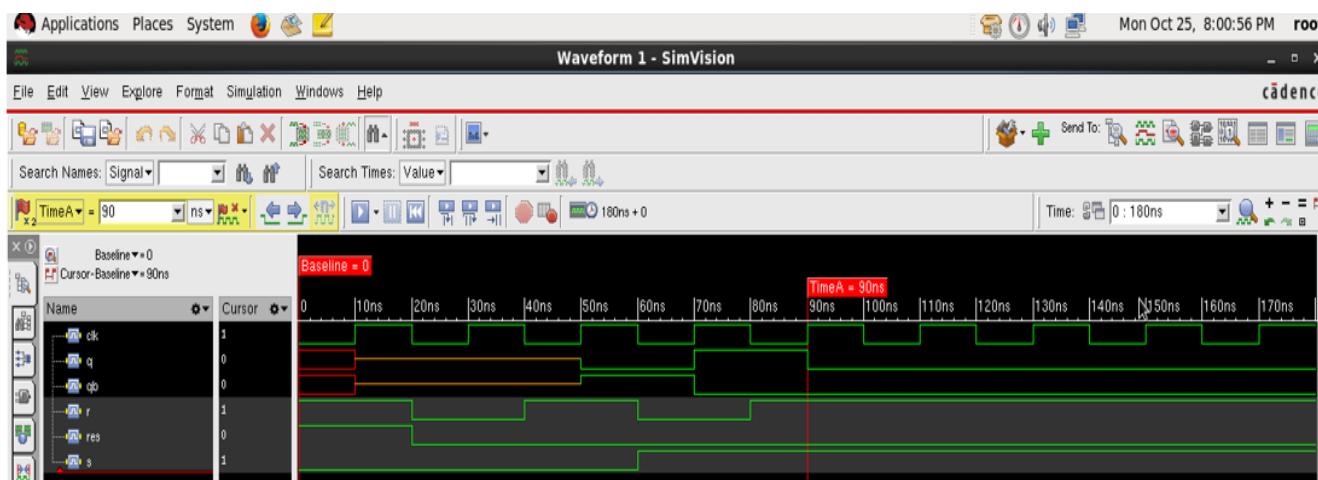 Applications Places System Mon Oct 25, 8:00:56 PM roo
Waveform 1 - SimVision
File Edit View Explore Format Simulation Windows Help cādenc
Send To:
Search Names: Signal Search Times: Value
x2 TimeA = 90 ns 180ns + 0 Time: 0 : 180ns
Baseline = 0
Cursor-Baseline = 90ns
Baseline = 0
TimeA = 90ns
Name Cursor 0 10ns 20ns 30ns 40ns 50ns 60ns 70ns 80ns 90ns 100ns 110ns 120ns 130ns 140ns 150ns 160ns 170ns
clk 1
q 0
qb 0
r 1
res 0
s 1